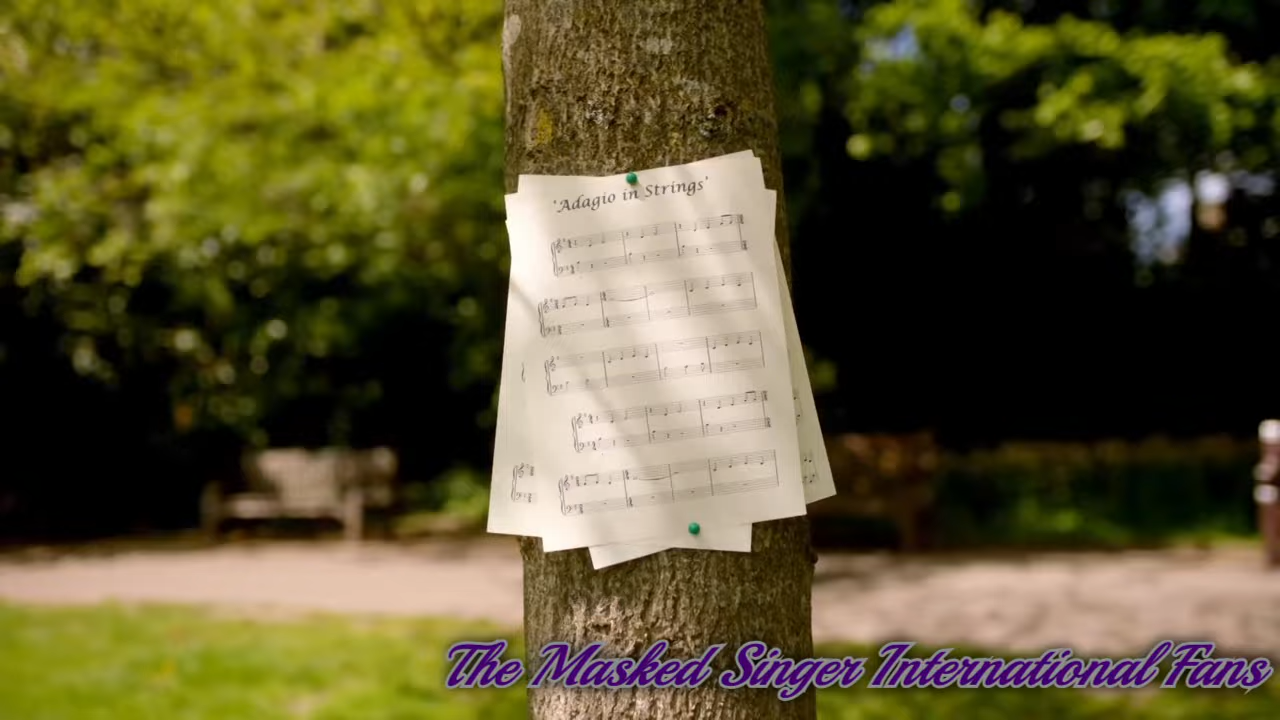 'Adagio in Strings'
The Masked Singer International Fans